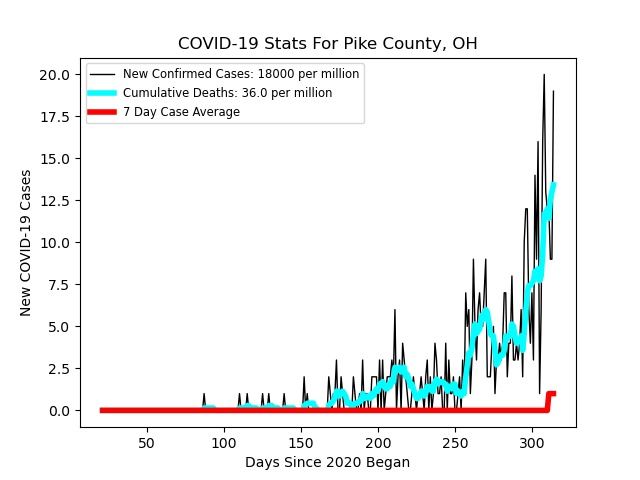 COVID-19 Stats For Pike County, OH
New Confirmed Cases: 18000 per million
Cumulative Deaths: 36.0 per million
7 Day Case Average
20.0
17.5
15.0
12.5
10.0
7.5
5.0
2.5
0.0
New COVID-19 Cases
50 100 150 200 250 300
Days Since 2020 Began